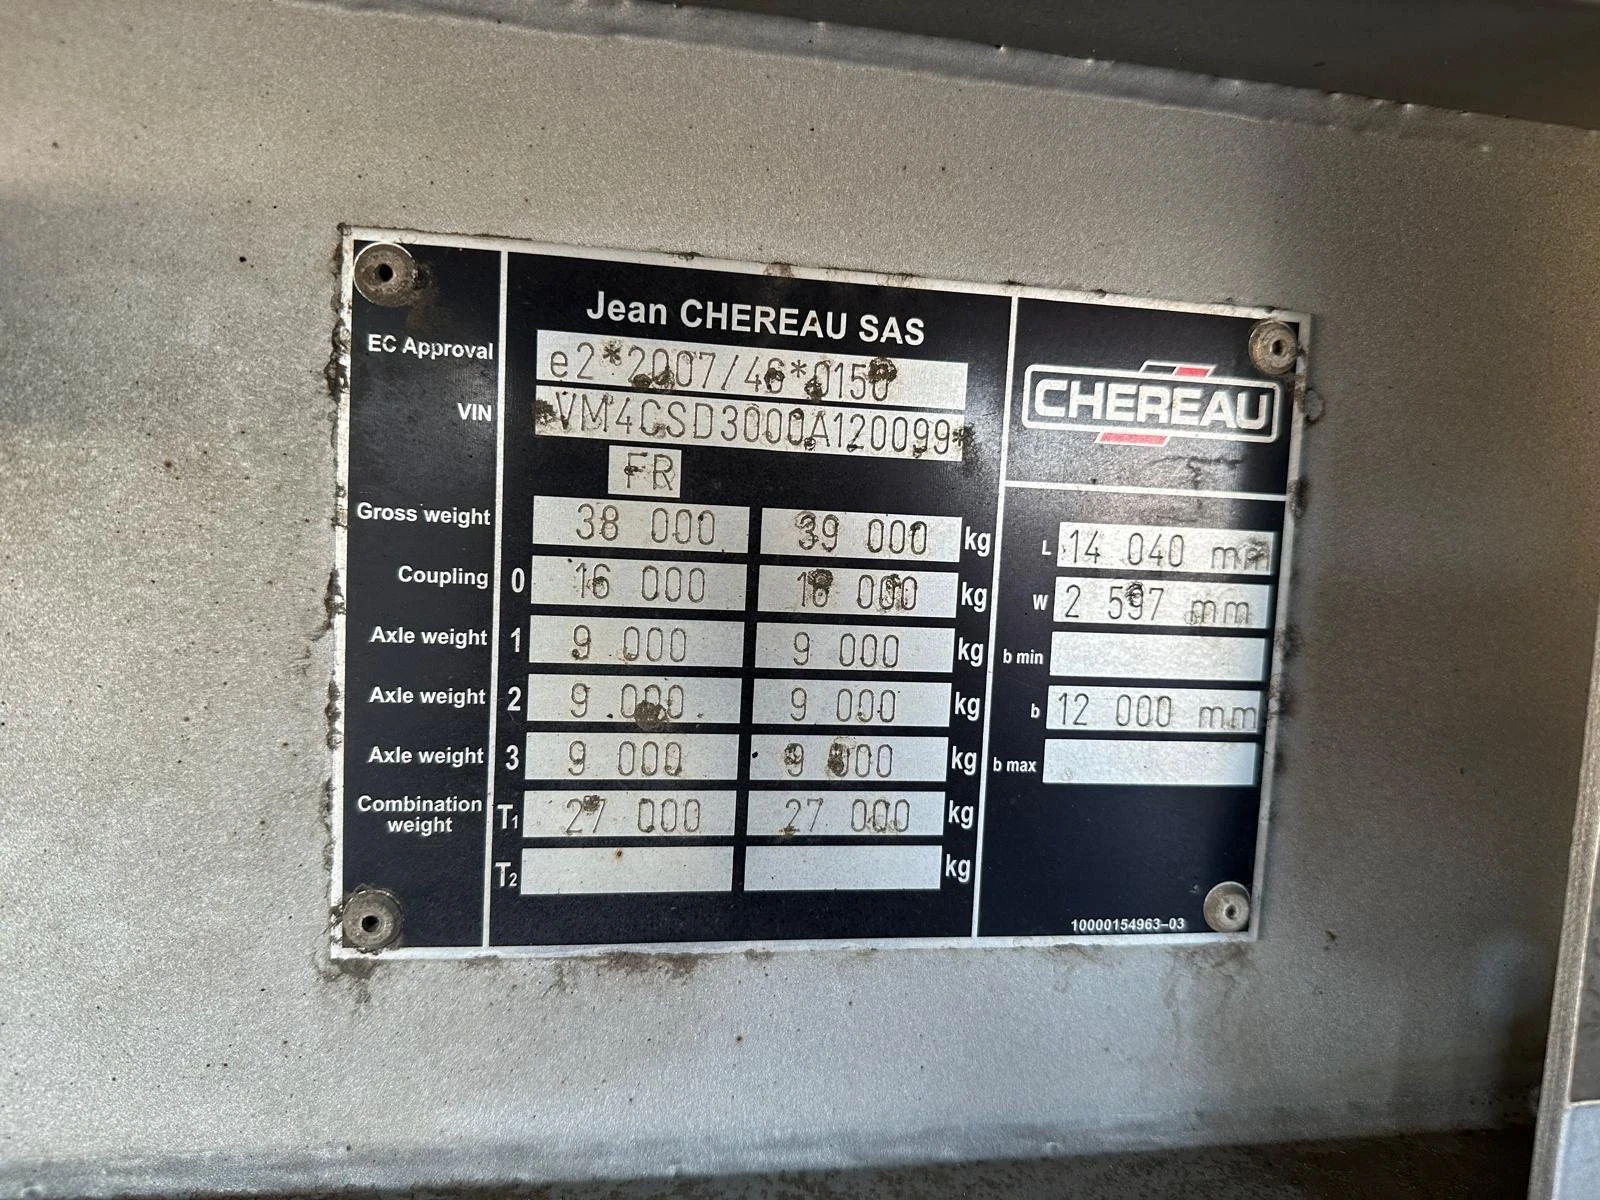 Jean CHEREAU SAS
EC Approval e2*2007/46*0150
VIN *VM4CSD3000A120099*
FR
Gross weight 38 000 39 000 kg
Coupling 0 16 000 kg
Axle weight 1 9 000 9 000 kg
Axle weight 2 9 000 9 000 kg
Axle weight 3 9 000 9 000 kg
Combination weight T1 27 000 27 000 kg
T2 kg
CHEREAU
L 14 040 mm
W 2 597 mm
b min
b 12 000 mm
b max
10000154963-03